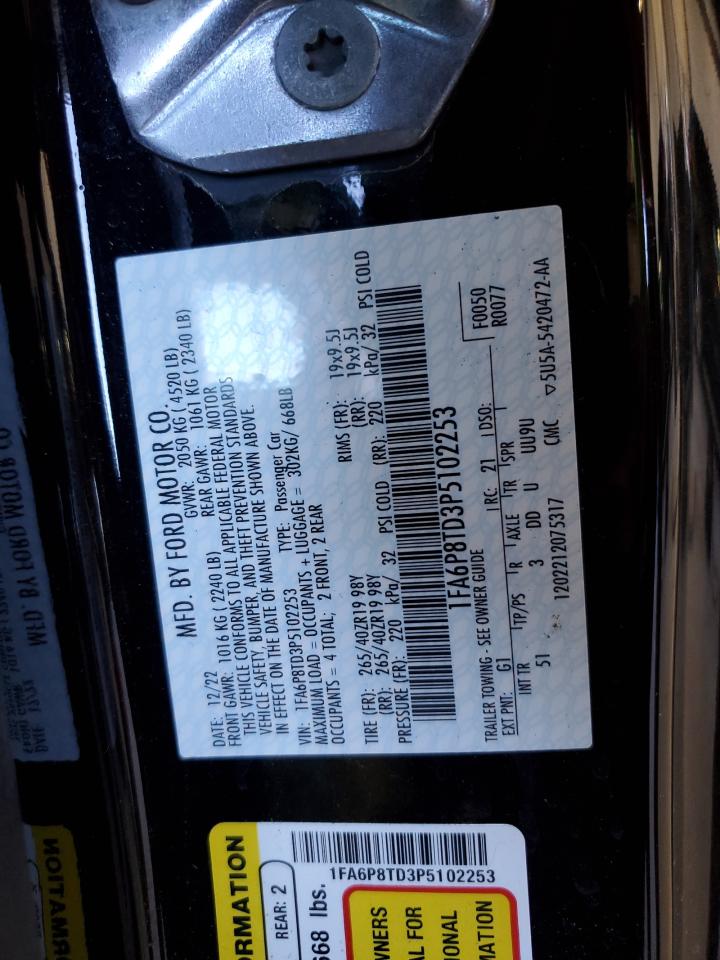 MFD. BY FORD MOTOR CO.
DATE: 12/22 GVWR: 2050 KG ( 4520 LB)
FRONT GAWR: 1016 KG ( 2240 LB) REAR GAWR: 1061 KG ( 2340 LB)
THIS VEHICLE CONFORMS TO ALL APPLICABLE FEDERAL MOTOR
VEHICLE SAFETY, BUMPER, AND THEFT PREVENTION STANDARDS
IN EFFECT ON THE DATE OF MANUFACTURE SHOWN ABOVE.
VIN: 1FA6P8TD3P5102253 TYPE: Passenger Car
MAXIMUM LOAD = OCCUPANTS + LUGGAGE = 302KG/ 668LB
OCCUPANTS = 4 TOTAL; 2 FRONT, 2 REAR
TIRE (FR): 265/40ZR19 98Y RIMS (FR): 19x9.5J
(RR): 265/40ZR19 98Y (RR): 19x9.5J
PRESSURE (FR): 220 kPa/ 32 PSI COLD (RR): 220 kPa/ 32 PSI COLD
1FA6P8TD3P5102253
TRAILER TOWING - SEE OWNER GUIDE
EXT PNT: G1 RC: 21 DSO: F0050
R0077
INT TR TP/PS R AXLE TR SPR
51 3 DD U UU9U
1202212075317 CMC ▽5U5A-5420472-AA
1FA6P8TD3P5102253
REAR: 2
668 lbs.
MFD. BY FORD MOTOR CO